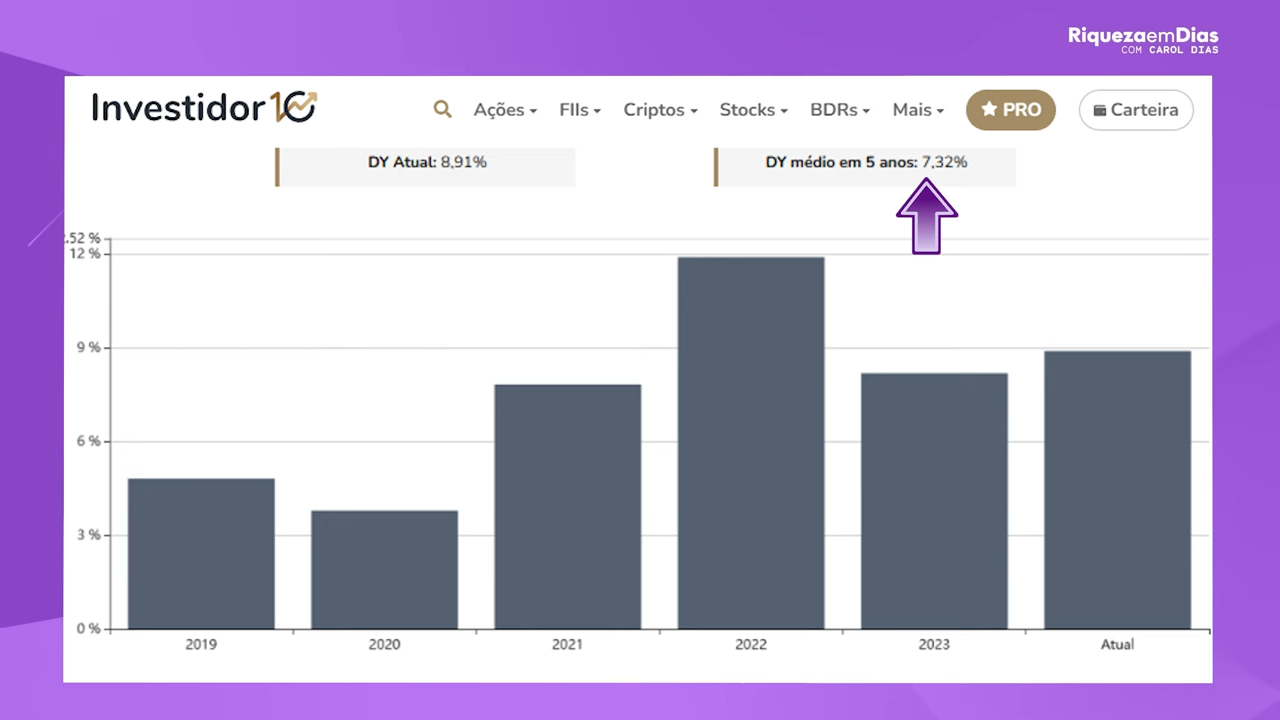 RiquezaemDias
COM CAROL DIAS
Investidor10
Ações
FIIs
Criptos
Stocks
BDRs
Mais
PRO
Carteira
DY Atual: 8,91%
DY médio em 5 anos: 7,32%
.52 %
12 %
9 %
6 %
3 %
0 %
2019
2020
2021
2022
2023
Atual